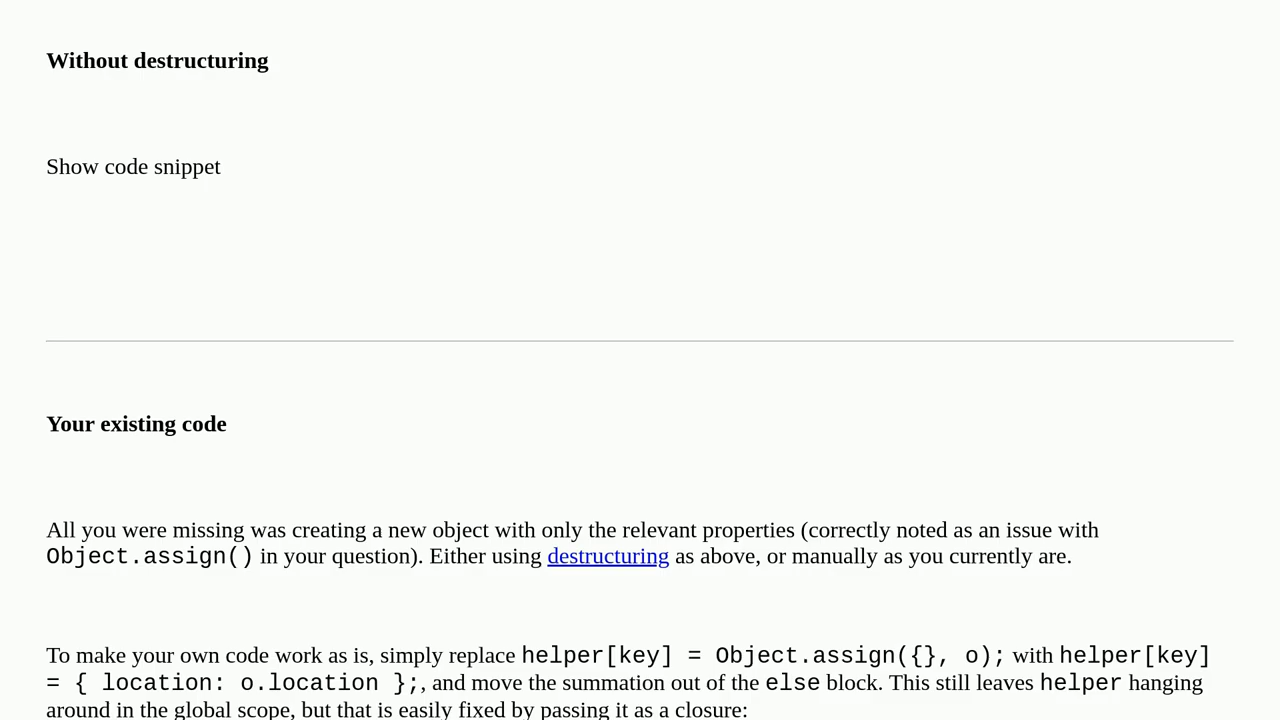 Without destructuring
Show code snippet
Your existing code
All you were missing was creating a new object with only the relevant properties (correctly noted as an issue with
Object.assign() in your question). Either using destructuring as above, or manually as you currently are.
To make your own code work as is, simply replace helper[key] = Object.assign({}, o); with helper[key]
= { location: o.location };, and move the summation out of the else block. This still leaves helper hanging
around in the global scope, but that is easily fixed by passing it as a closure: